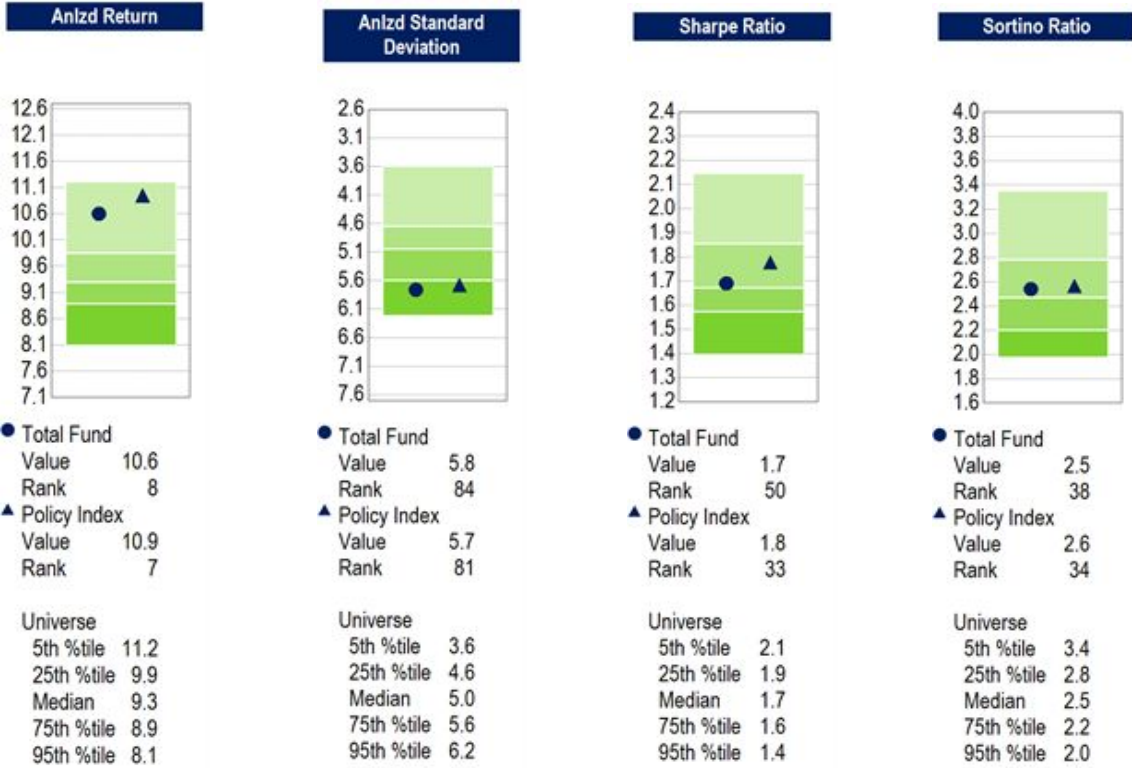 Anlzd Return
12.6
12.1
11.6
11.1
10.6
10.1
9.6
9.1
8.6
8.1
7.6
7.1
Total Fund
Value 10.6
Rank 8
Policy Index
Value 10.9
Rank 7
Universe
5th %tile 11.2
25th %tile 9.9
Median 9.3
75th %tile 8.9
95th %tile 8.1
Anlzd Standard
Deviation
2.6
3.1
3.6
4.1
4.6
5.1
5.6
6.1
6.6
7.1
7.6
Total Fund
Value 5.8
Rank 84
Policy Index
Value 5.7
Rank 81
Universe
5th %tile 3.6
25th %tile 4.6
Median 5.0
75th %tile 5.6
95th %tile 6.2
Sharpe Ratio
2.4
2.3
2.2
2.1
2.0
1.9
1.8
1.7
1.6
1.5
1.4
1.3
1.2
Total Fund
Value 1.7
Rank 50
Policy Index
Value 1.8
Rank 33
Universe
5th %tile 2.1
25th %tile 1.9
Median 1.7
75th %tile 1.6
95th %tile 1.4
Sortino Ratio
4.0
3.8
3.6
3.4
3.2
3.0
2.8
2.6
2.4
2.2
2.0
1.8
1.6
Total Fund
Value 2.5
Rank 38
Policy Index
Value 2.6
Rank 34
Universe
5th %tile 3.4
25th %tile 2.8
Median 2.5
75th %tile 2.2
95th %tile 2.0